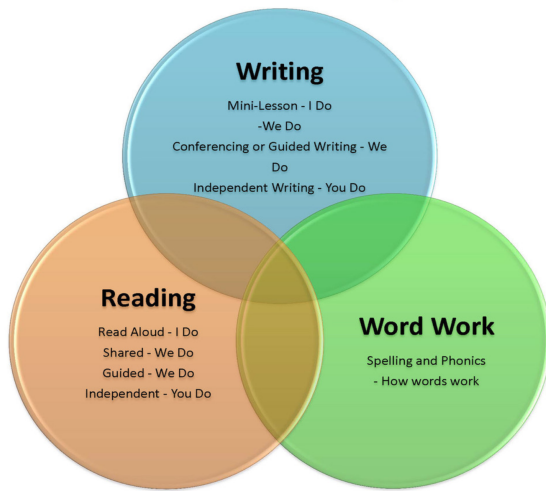 Writing
Mini-Lesson - I Do
-We Do
Conferencing or Guided Writing - We
Do
Independent Writing - You Do
Reading
Read Aloud - I Do
Shared - We Do
Guided - We Do
Independent - You Do
Word Work
Spelling and Phonics
- How words work